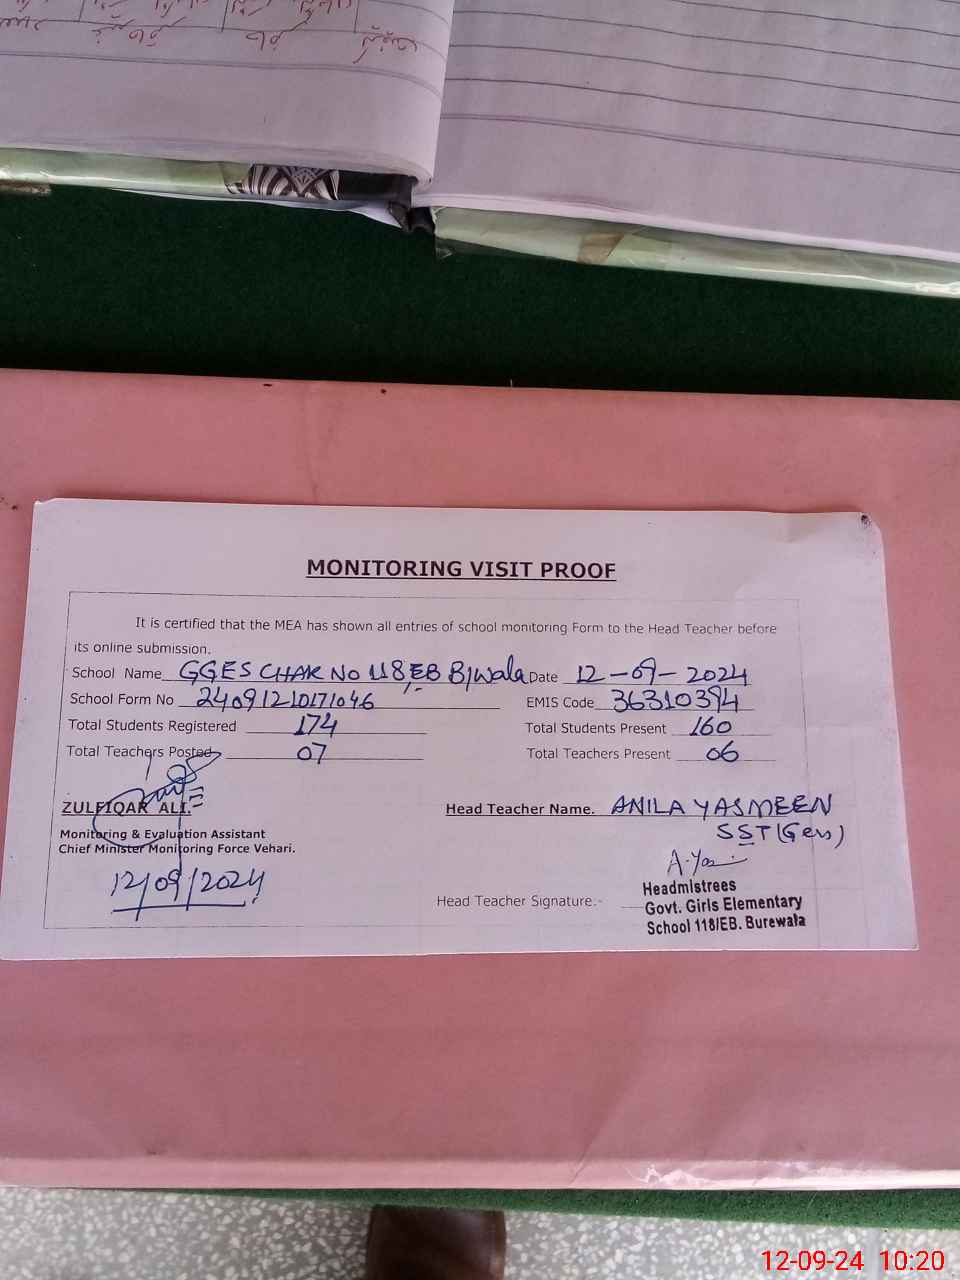 MONITORING VISIT PROOF
It is certified that the MEA has shown all entries of school monitoring Form to the Head Teacher before
its online submission.
School Name GGES CHAK No 118/EB B/Wala Date 12-09-2024
School Form No 24091210171046 EMIS Code 36310394
Total Students Registered 174 Total Students Present 160
Total Teachers Posted 07 Total Teachers Present 06
ZULFIQAR ALI. Head Teacher Name. ANILA YASMEEN
SST (Gen)
Monitoring & Evaluation Assistant
Chief Minister Monitoring Force Vehari.
12/09/2024
A.Yas
Head Teacher Signature:-
Headmistrees
Govt. Girls Elementary
School 118/EB. Burewala
12-09-24 10:20